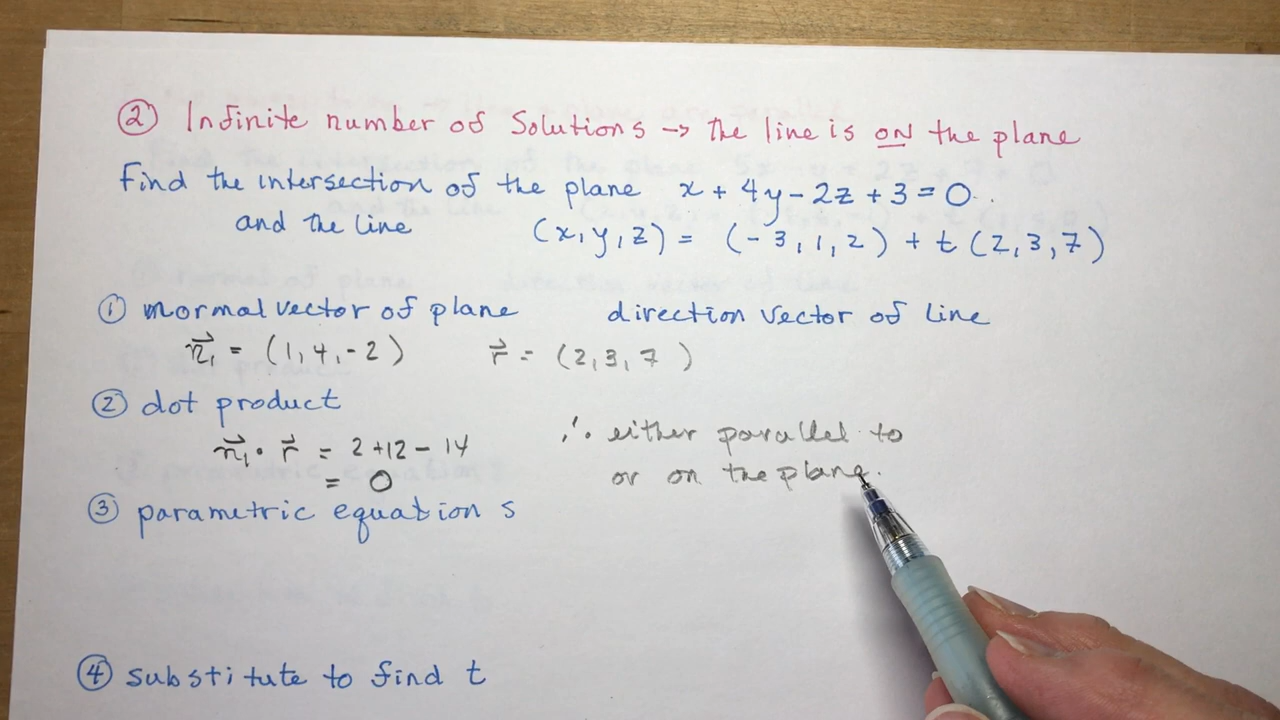 ② Infinite number of Solutions → The line is ON the plane
Find the intersection of the plane x + 4y - 2z + 3 = 0
and the line (x, y, z) = (-3, 1, 2) + t (2, 3, 7)
① normal vector of plane direction vector of line
n⃗₁ = (1, 4, -2) r⃗ = (2, 3, 7)
② dot product
n⃗₁ · r⃗ = 2 + 12 - 14 ∴ either parallel to
= 0 or on the plane.
③ parametric equations
④ substitute to find t